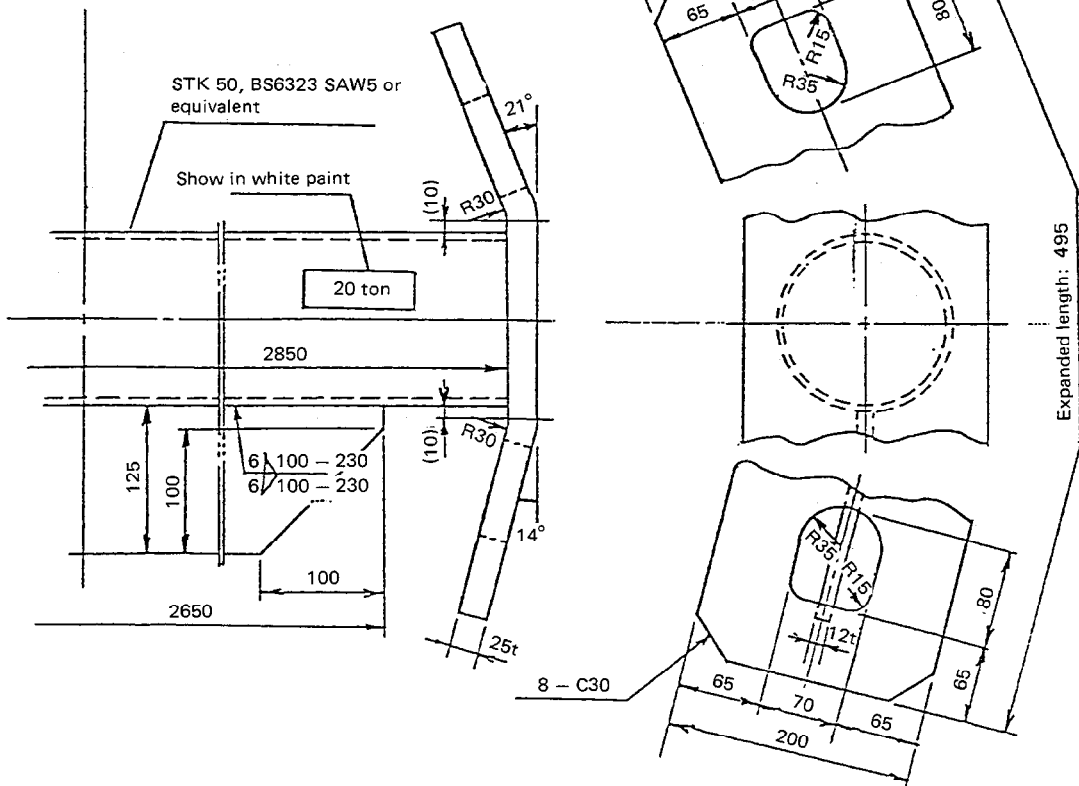 STK 50, BS6323 SAW5 or
equivalent
Show in white paint
20 ton
21°
R30
(10)
2850
(10)
R30
6 100 – 230
6 100 – 230
125
100
100
2650
14°
25t
65
80
R15
R35
Expanded length: 495
R35
R15
80
12t
65
8 – C30
65
70
65
200